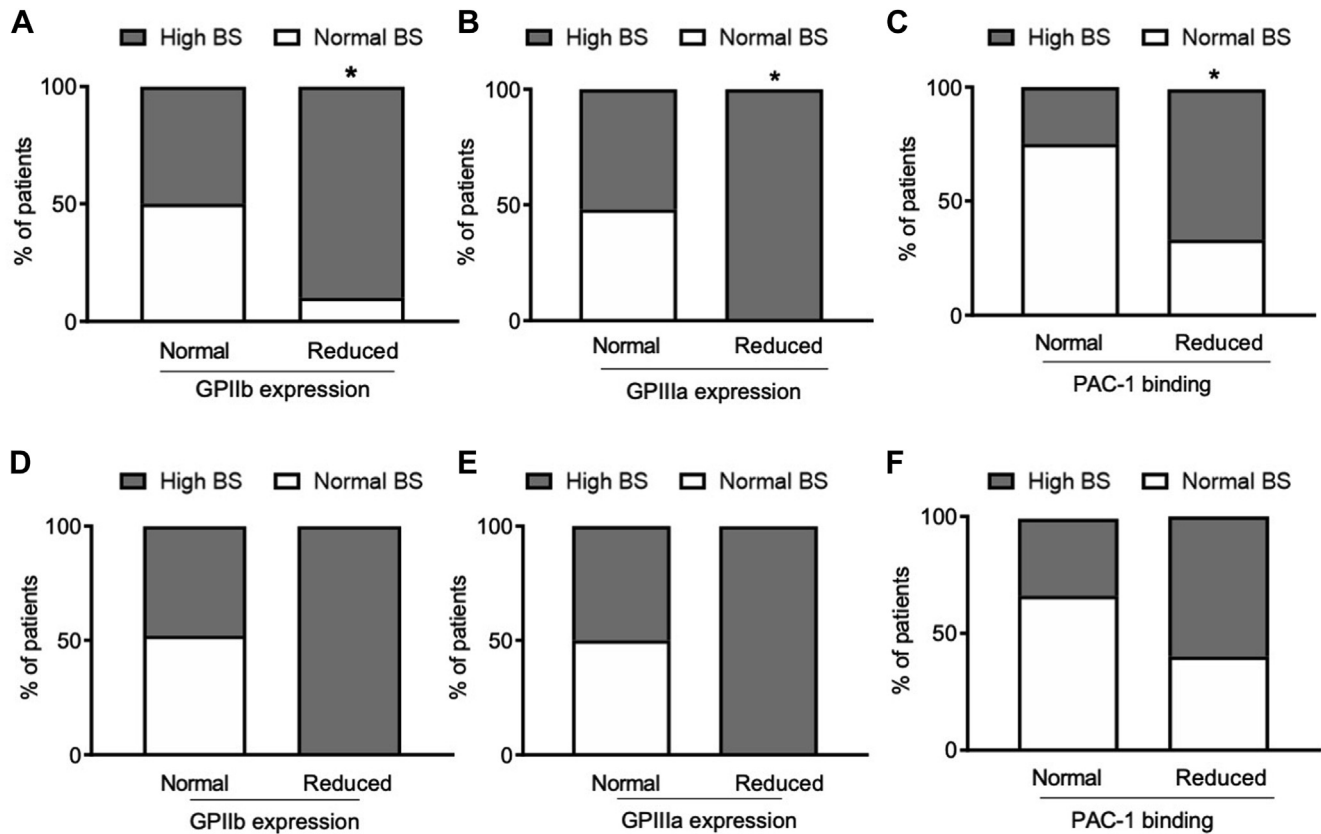 A
High BS Normal BS
% of patients
100
50
0
*
Normal Reduced
GPIIb expression
B
High BS Normal BS
% of patients
100
50
0
*
Normal Reduced
GPIIIa expression
C
High BS Normal BS
% of patients
100
50
0
*
Normal Reduced
PAC-1 binding
D
High BS Normal BS
% of patients
100
50
0
Normal Reduced
GPIIb expression
E
High BS Normal BS
% of patients
100
50
0
Normal Reduced
GPIIIa expression
F
High BS Normal BS
% of patients
100
50
0
Normal Reduced
PAC-1 binding